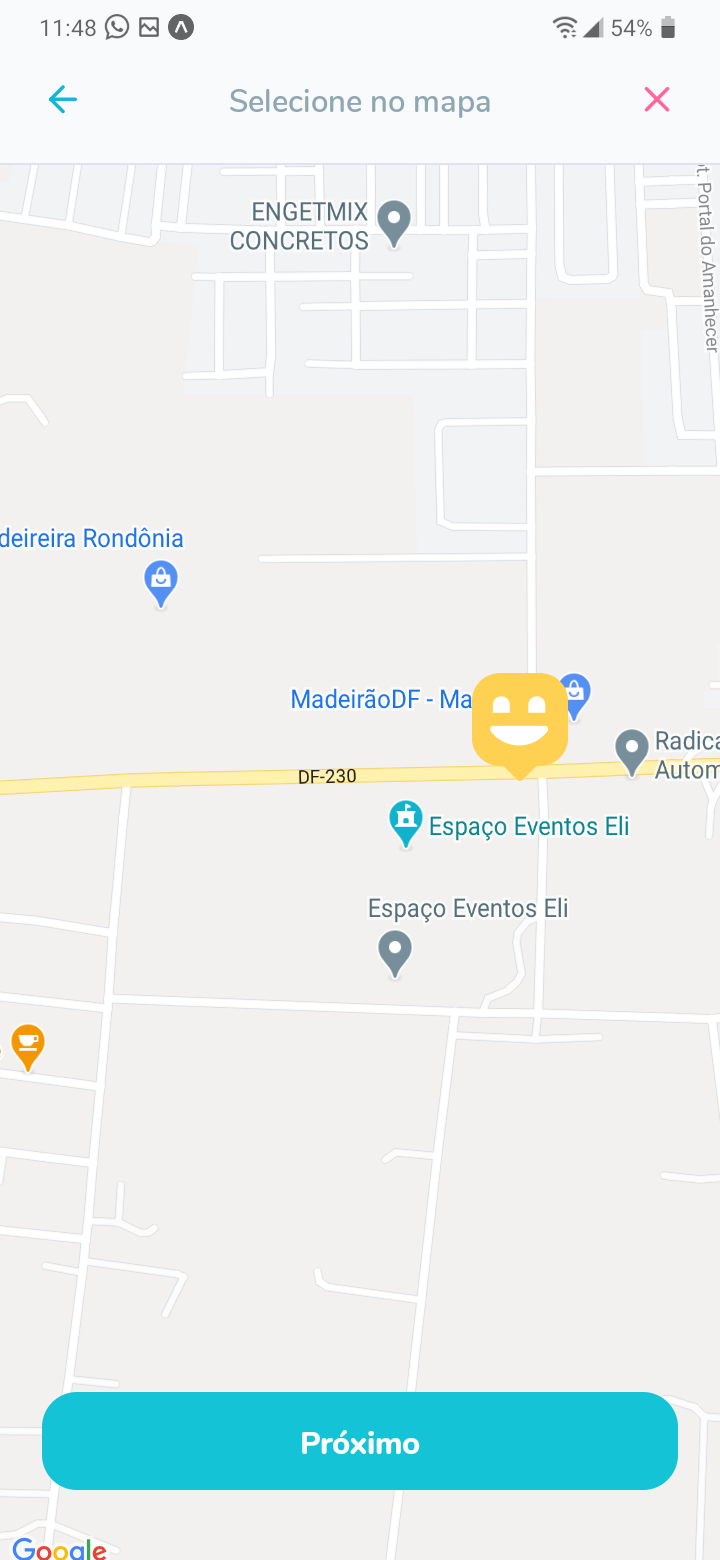 11:48
54%
Selecione no mapa
t. Portal do Amanhecer
ENGETMIX
CONCRETOS
deireira Rondônia
MadeirãoDF - Ma
Radica
Autom
DF-230
Espaço Eventos Eli
Espaço Eventos Eli
Próximo
Google